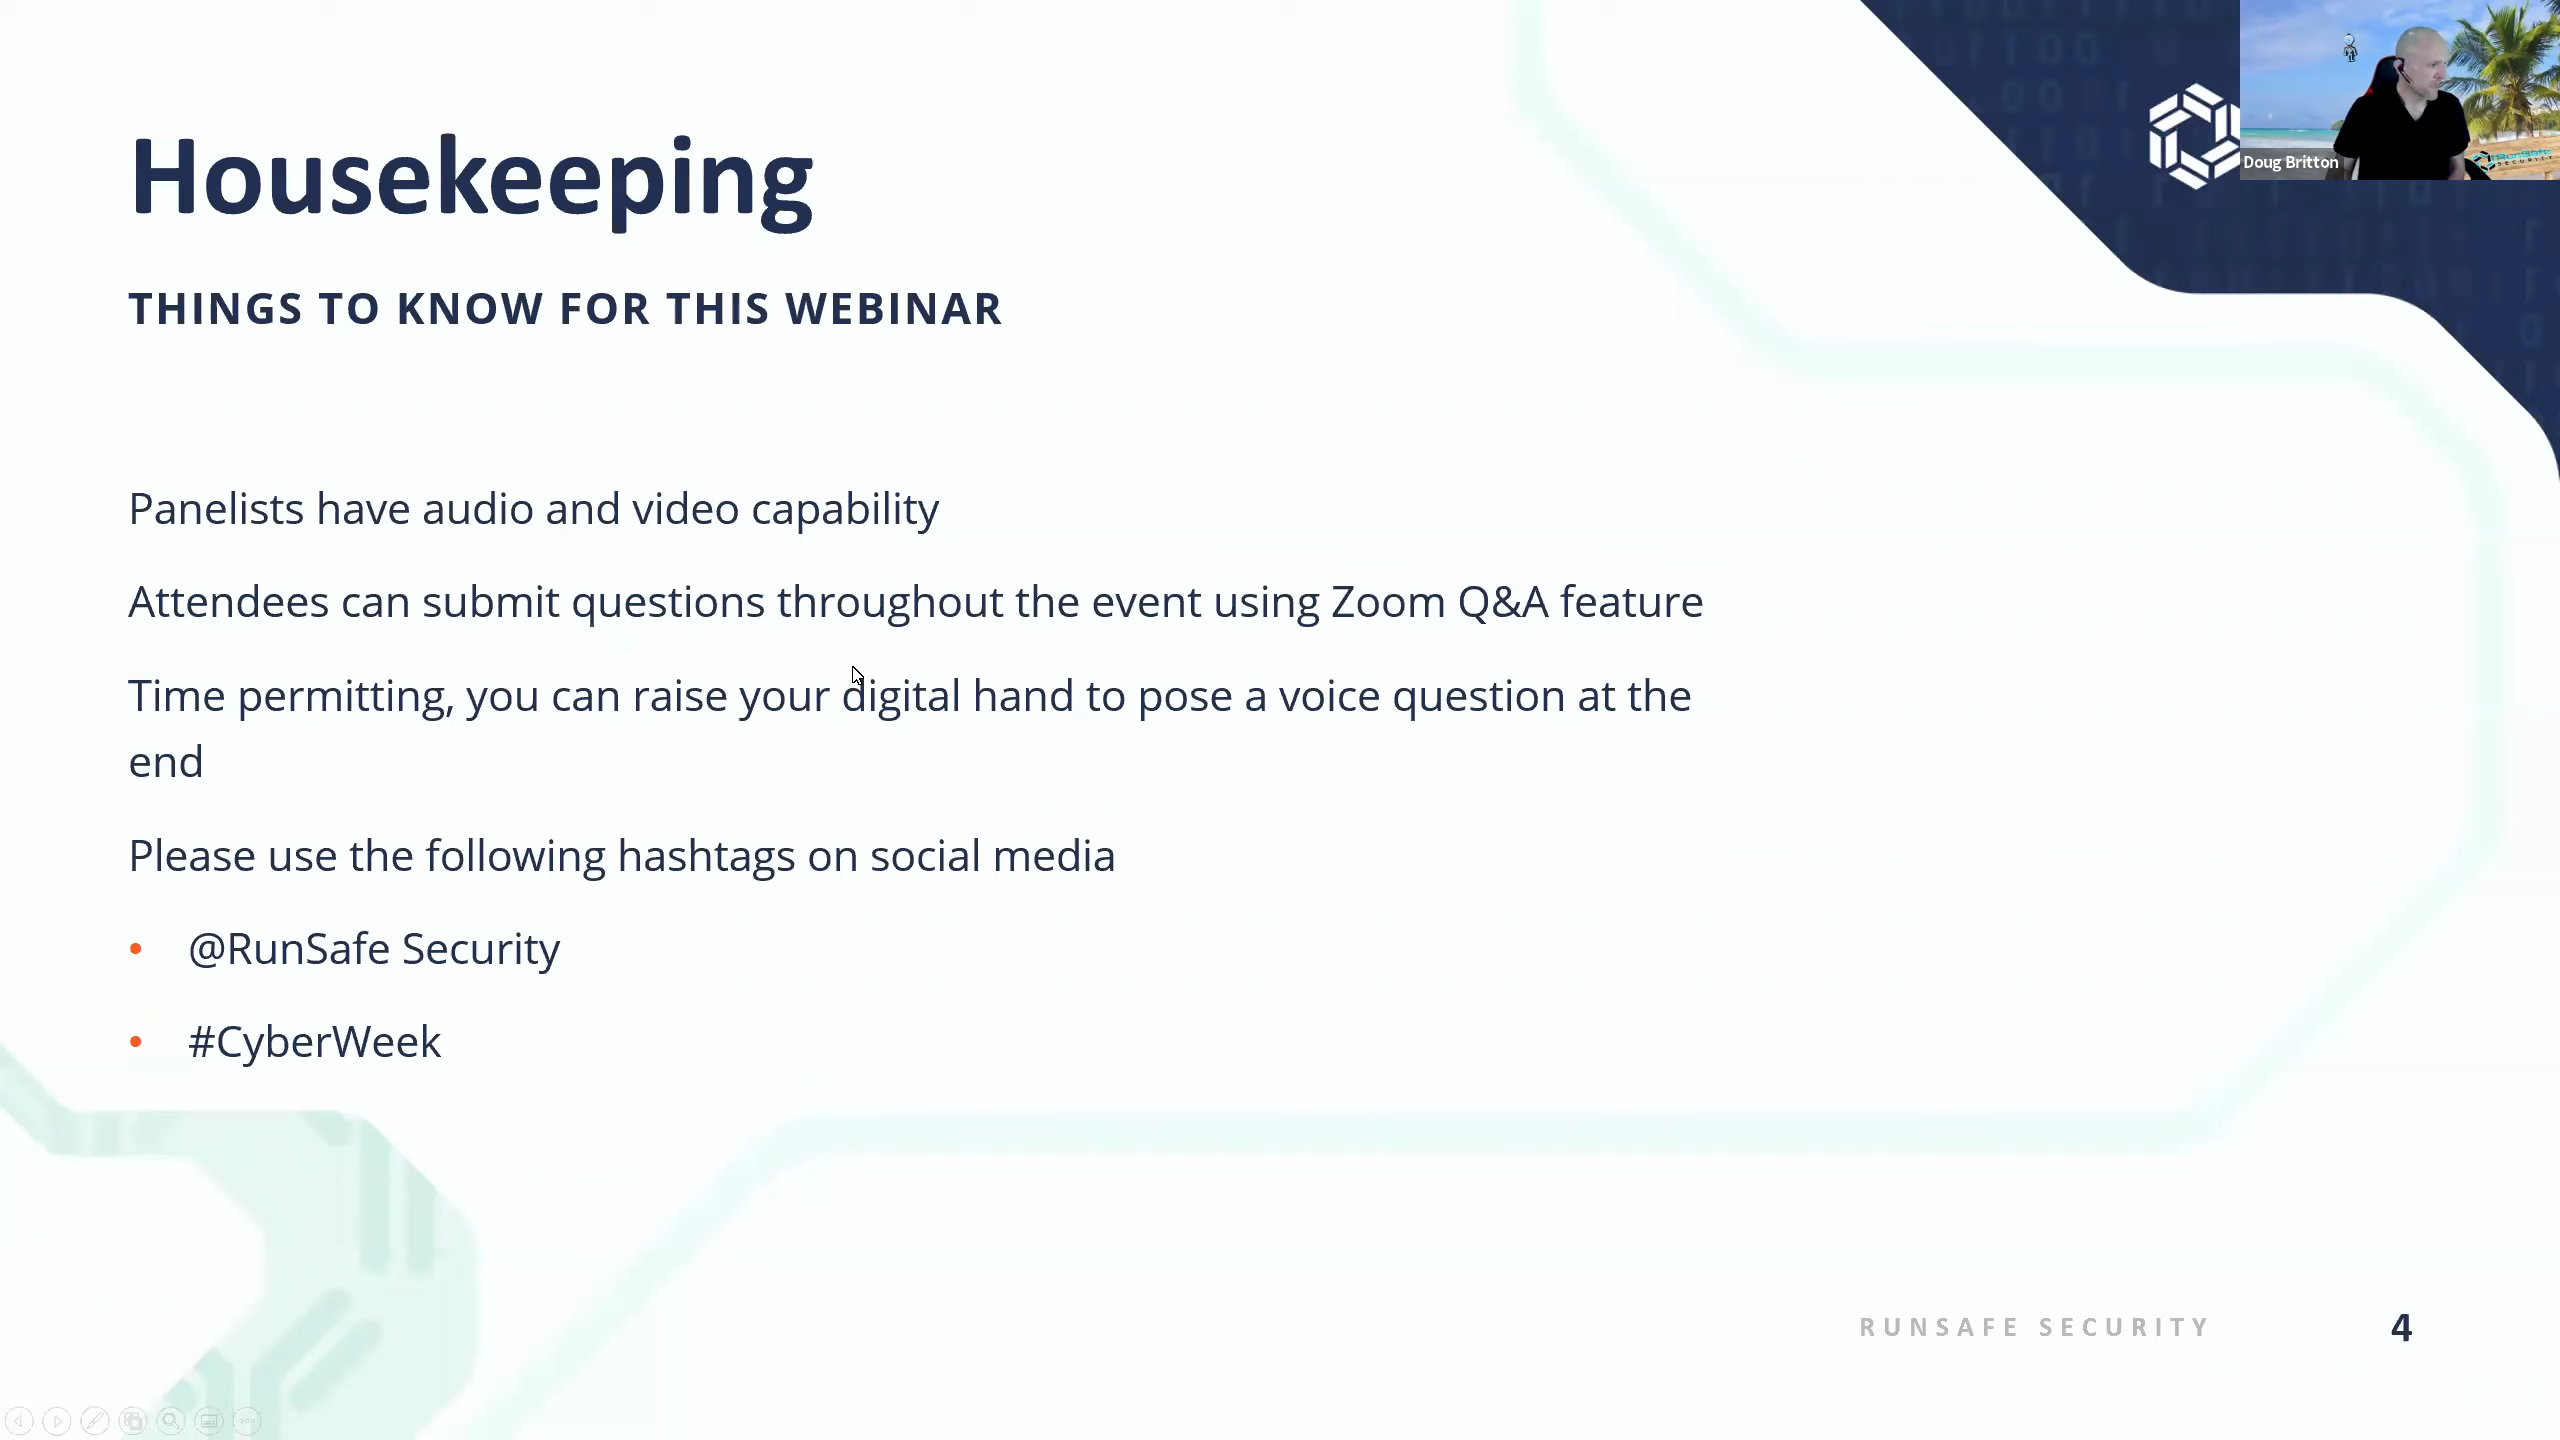 Housekeeping
THINGS TO KNOW FOR THIS WEBINAR
Panelists have audio and video capability
Attendees can submit questions throughout the event using Zoom Q&A feature
Time permitting, you can raise your digital hand to pose a voice question at the
end
Please use the following hashtags on social media
• @RunSafe Security
• #CyberWeek
Doug Britton
RunSafe
SECURITY
RUNSAFE SECURITY
4